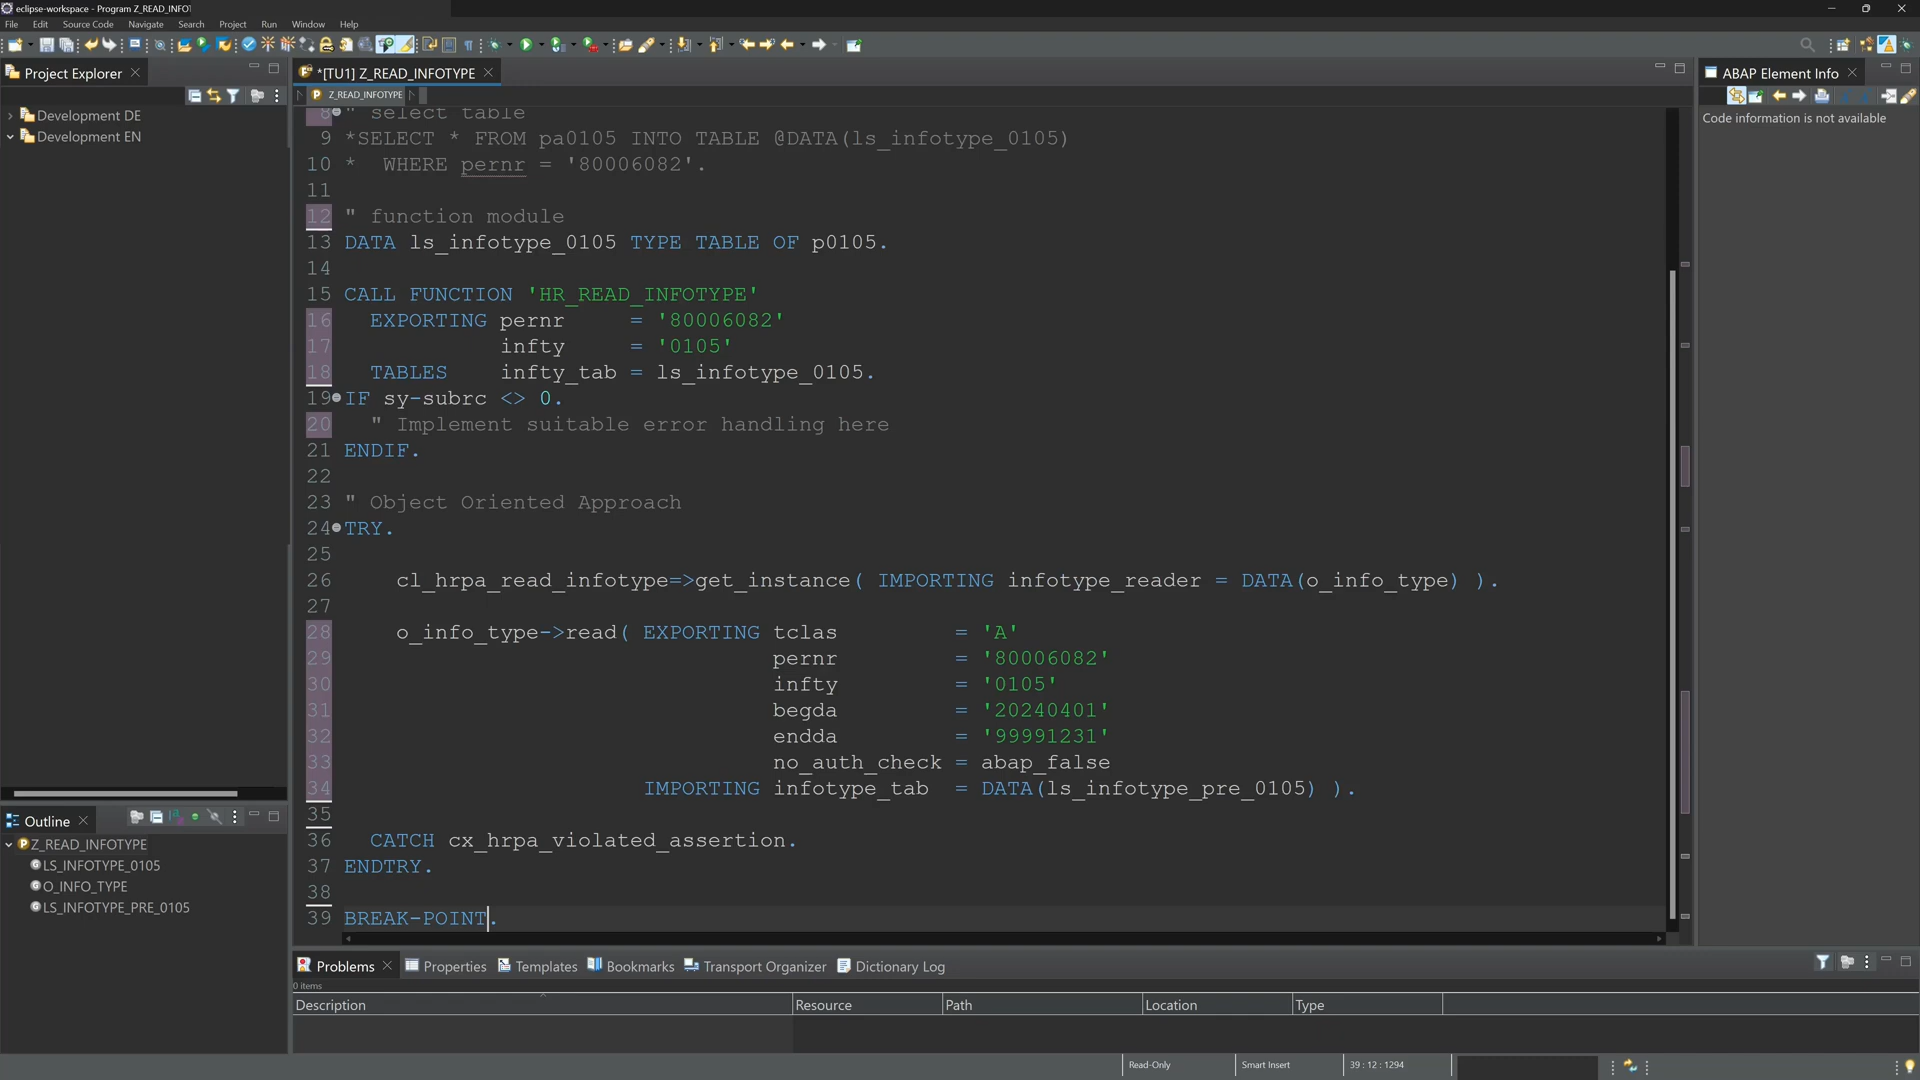 eclipse-workspace - Program Z_READ_INFOT
File Edit Source Code Navigate Search Project Run Window Help
Project Explorer
Development DE
Development EN
*[TU1] Z_READ_INFOTYPE
Z_READ_INFOTYPE
8 " select table
9 *SELECT * FROM pa0105 INTO TABLE @DATA(ls_infotype_0105)
10 *  WHERE pernr = '80006082'.
11
12 " function module
13 DATA ls_infotype_0105 TYPE TABLE OF p0105.
14
15 CALL FUNCTION 'HR_READ_INFOTYPE'
16   EXPORTING pernr     = '80006082'
17             infty     = '0105'
18   TABLES    infty_tab = ls_infotype_0105.
19 IF sy-subrc <> 0.
20   " Implement suitable error handling here
21 ENDIF.
22
23 " Object Oriented Approach
24 TRY.
25
26     cl_hrpa_read_infotype=>get_instance( IMPORTING infotype_reader = DATA(o_info_type) ).
27
28     o_info_type->read( EXPORTING tclas         = 'A'
29                                  pernr         = '80006082'
30                                  infty         = '0105'
31                                  begda         = '20240401'
32                                  endda         = '99991231'
33                                  no_auth_check = abap_false
34                        IMPORTING infotype_tab  = DATA(ls_infotype_pre_0105) ).
35
36   CATCH cx_hrpa_violated_assertion.
37 ENDTRY.
38
39 BREAK-POINT.
ABAP Element Info
Code information is not available
Outline
Z_READ_INFOTYPE
LS_INFOTYPE_0105
O_INFO_TYPE
LS_INFOTYPE_PRE_0105
Problems Properties Templates Bookmarks Transport Organizer Dictionary Log
0 items
Description Resource Path Location Type
Read-Only Smart Insert 39 : 12 : 1294